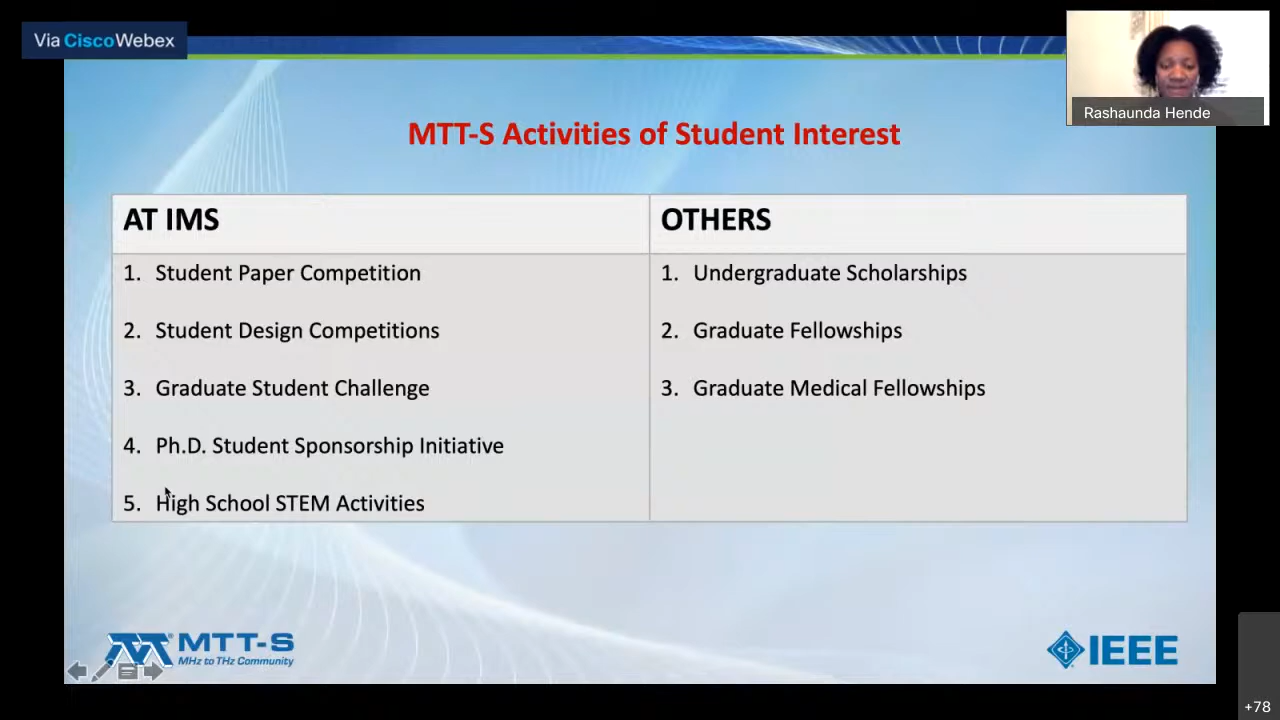 Via Cisco Webex
Rashaunda Hende
MTT-S Activities of Student Interest
AT IMS
OTHERS
1. Student Paper Competition
1. Undergraduate Scholarships
2. Student Design Competitions
2. Graduate Fellowships
3. Graduate Student Challenge
3. Graduate Medical Fellowships
4. Ph.D. Student Sponsorship Initiative
5. High School STEM Activities
MTT-S
MHz to THz Community
IEEE
+78